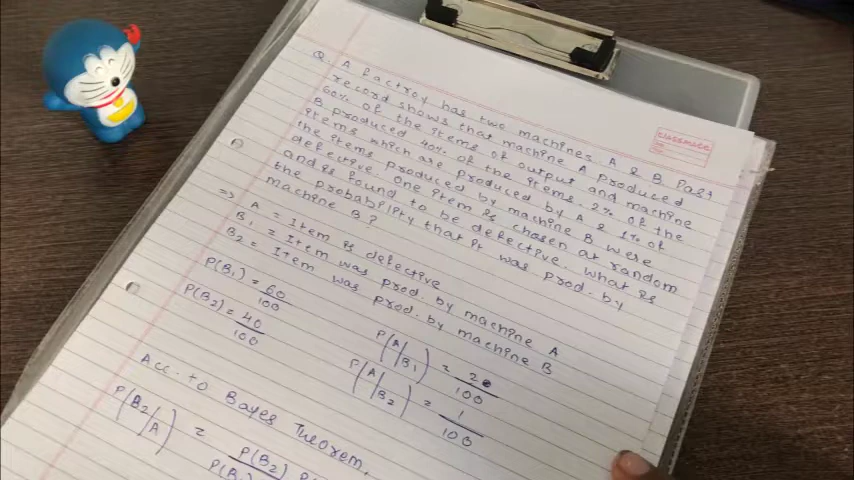 Q. A factroy has two machines A & B. Past
record shows that machine A produced
60% of the items of output and machine
B produced 40% of the items. 2% of the
items which are produced by A & 1% of
the items produced by machine B were
defective. One item is chosen at random
and is found to be defective. What is
the probability that it was prod. by
machine B?
classmate
⇒ A = Item is defective
B₁ = Item was prod. by machine A
B₂ = Item was prod. by machine B
P(B₁) = 60/100
P(A/B₁) = 2/100
P(B₂) = 40/100
P(A/B₂) = 1/100
Acc. to Bayes Theorem,
P(B₂/A) = P(B₂)